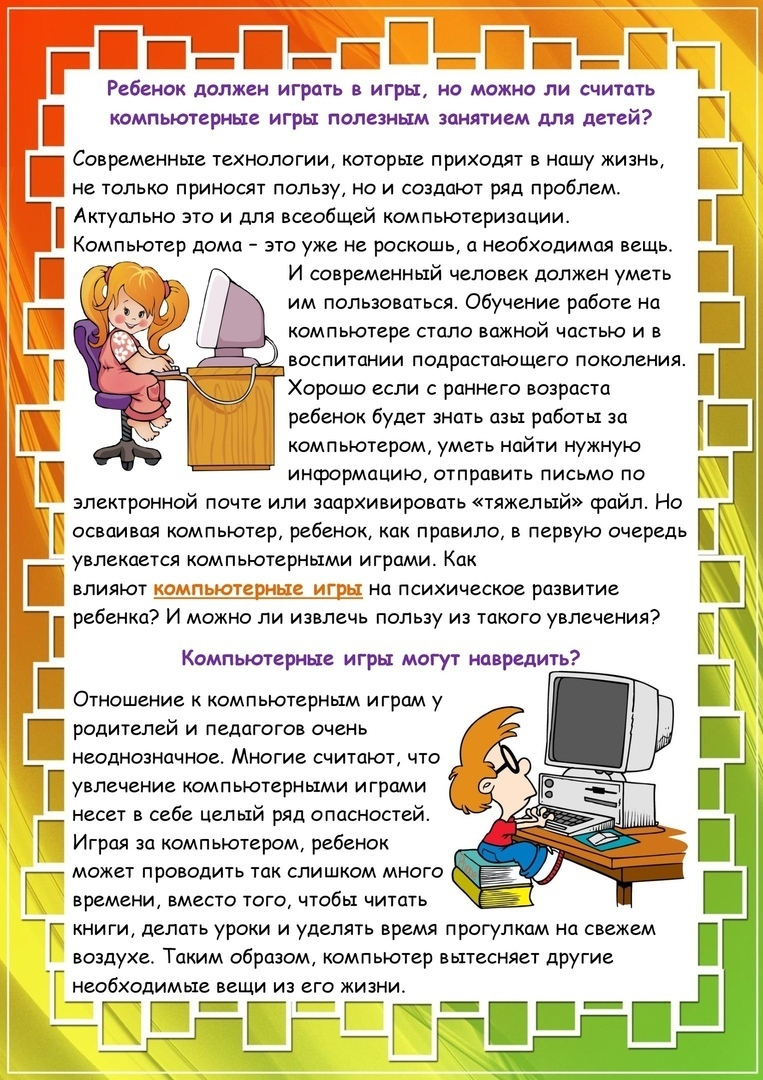 Ребенок должен играть в игры, но можно ли считать
компьютерные игры полезным занятием для детей?
Современные технологии, которые приходят в нашу жизнь,
не только приносят пользу, но и создают ряд проблем.
Актуально это и для всеобщей компьютеризации.
Компьютер дома – это уже не роскошь, а необходимая вещь.
И современный человек должен уметь
им пользоваться. Обучение работе на
компьютере стало важной частью и в
воспитании подрастающего поколения.
Хорошо если с раннего возраста
ребенок будет знать азы работы за
компьютером, уметь найти нужную
информацию, отправить письмо по
электронной почте или заархивировать «тяжелый» файл. Но
осваивая компьютер, ребенок, как правило, в первую очередь
увлекается компьютерными играми. Как
влияют компьютерные игры на психическое развитие
ребенка? И можно ли извлечь пользу из такого увлечения?
Компьютерные игры могут навредить?
Отношение к компьютерным играм у
родителей и педагогов очень
неоднозначное. Многие считают, что
увлечение компьютерными играми
несет в себе целый ряд опасностей.
Играя за компьютером, ребенок
может проводить так слишком много
времени, вместо того, чтобы читать
книги, делать уроки и уделять время прогулкам на свежем
воздухе. Таким образом, компьютер вытесняет другие
необходимые вещи из его жизни.